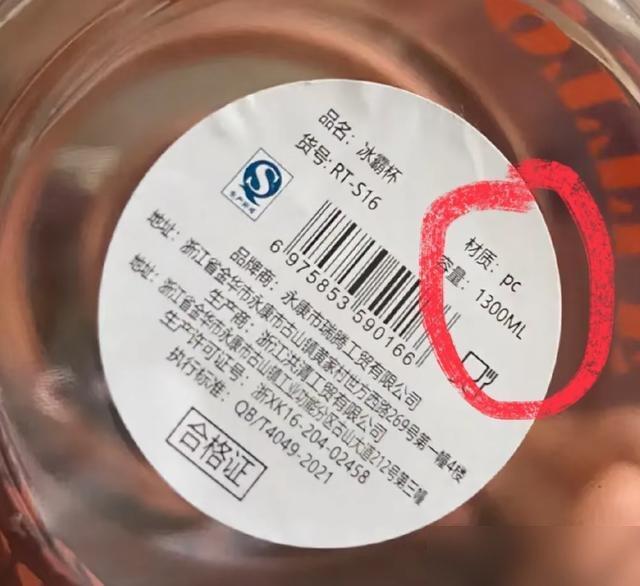 品名：冰霸杯
货号：RT-S16
材质：pc
容量：1300ML
生产许可
6 975853 590166
品牌商：永康市瑞腾工贸有限公司
地址：浙江省金华市永康市古山镇黄家村世方西路269号第一幢4楼
生产商：浙江洪清工贸有限公司
地址：浙江省金华市永康市古山镇工业功能分区古山大道212号第三幢
生产许可证号：浙XK16-204-02458
执行标准：QB/T4049-2021
合格证